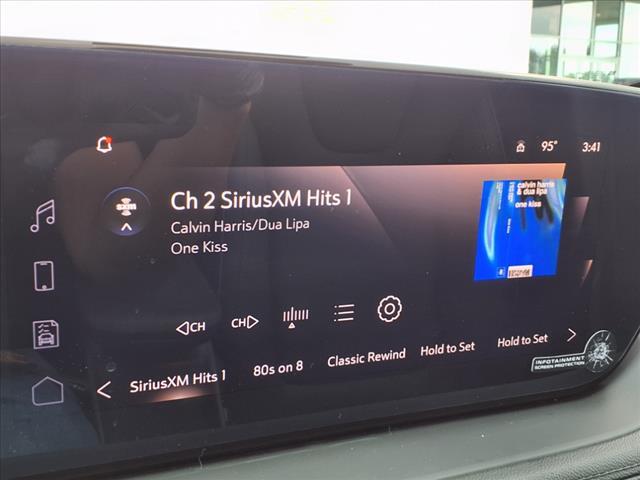 95° 3:41
sxm
Ch 2 SiriusXM Hits 1
Calvin Harris/Dua Lipa
One Kiss
calvin harris
& dua lipa
one kiss
CH CH
SiriusXM Hits 1 80s on 8 Classic Rewind Hold to Set Hold to Set
INFOTAINMENT
SCREEN PROTECTION